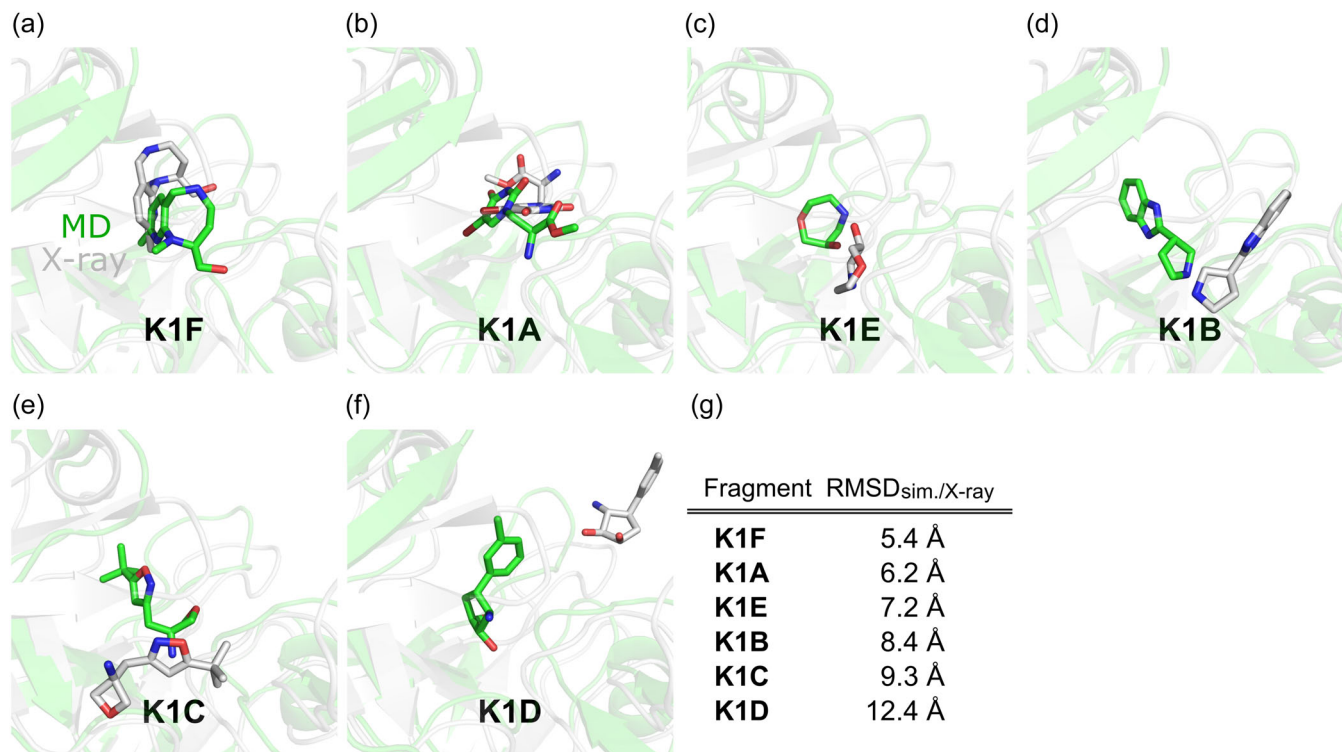 (a)
(b)
(c)
(d)
MD
X-ray
K1F
K1A
K1E
K1B
(e)
(f)
(g)
K1C
K1D
Fragment RMSDsim./X-ray
K1F 5.4 Å
K1A 6.2 Å
K1E 7.2 Å
K1B 8.4 Å
K1C 9.3 Å
K1D 12.4 Å